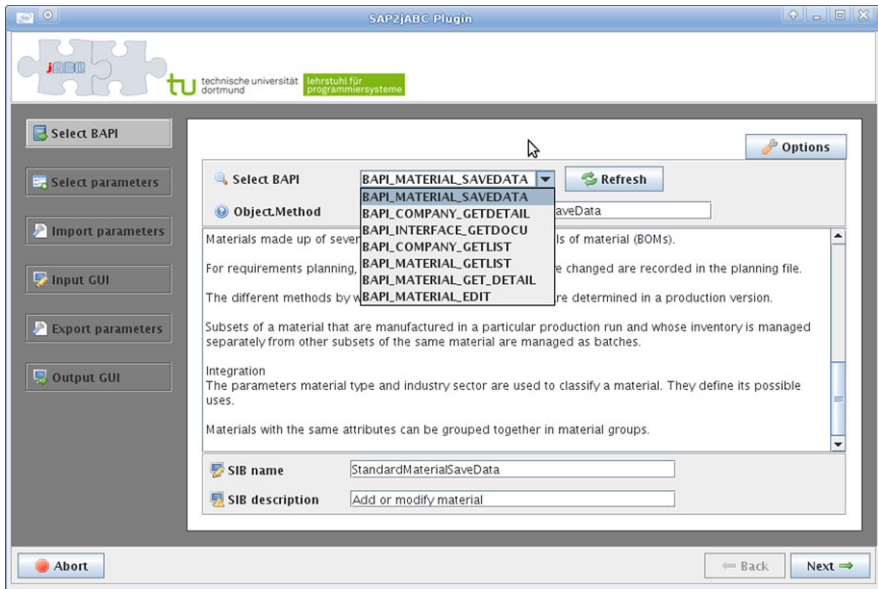 SAP2jABC Plugin
jABC
technische universität dortmund
lehrstuhl für programmiersysteme
Select BAPI
Select parameters
Import parameters
Input GUI
Export parameters
Output GUI
Options
Select BAPI BAPI_MATERIAL_SAVEDATA Refresh
BAPI_MATERIAL_SAVEDATA
BAPI_COMPANY_GETDETAIL
BAPI_INTERFACE_GETDOCU
BAPI_COMPANY_GETLIST
BAPI_MATERIAL_GETLIST
BAPI_MATERIAL_GET_DETAIL
BAPI_MATERIAL_EDIT
Object.Method aveData
Materials made up of sever ls of material (BOMs).
For requirements planning, e changed are recorded in the planning file.
The different methods by w re determined in a production version.
Subsets of a material that are manufactured in a particular production run and whose inventory is managed
separately from other subsets of the same material are managed as batches.
Integration
The parameters material type and industry sector are used to classify a material. They define its possible
uses.
Materials with the same attributes can be grouped together in material groups.
SIB name StandardMaterialSaveData
SIB description Add or modify material
Abort
Back
Next